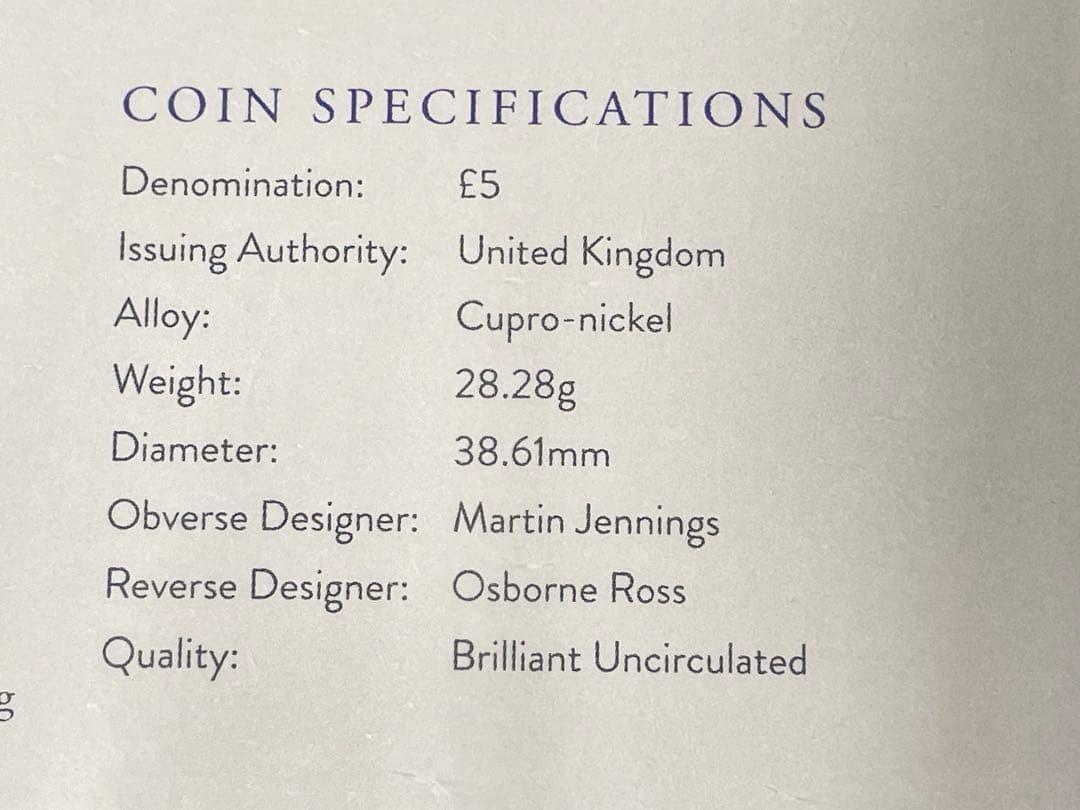 COIN SPECIFICATIONS
Denomination: £5
Issuing Authority: United Kingdom
Alloy: Cupro-nickel
Weight: 28.28g
Diameter: 38.61mm
Obverse Designer: Martin Jennings
Reverse Designer: Osborne Ross
Quality: Brilliant Uncirculated
g